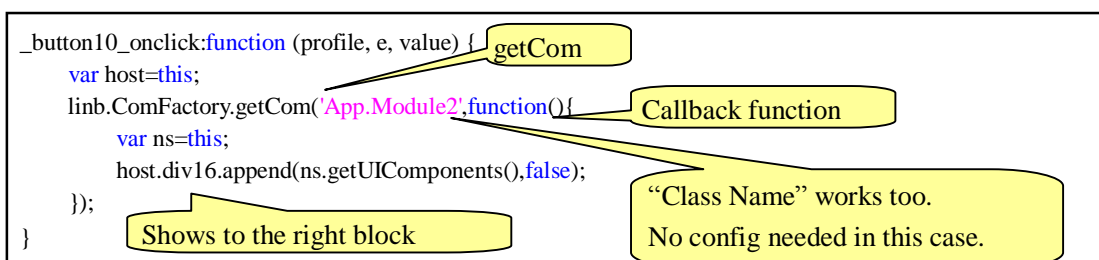 _button10_onclick:function (profile, e, value) {
getCom
var host=this;
linb.ComFactory.getCom('App.Module2',function(){
Callback function
var ns=this;
host.div16.append(ns.getUIComponents(),false);
“Class Name” works too.
});
Shows to the right block
No config needed in this case.
}